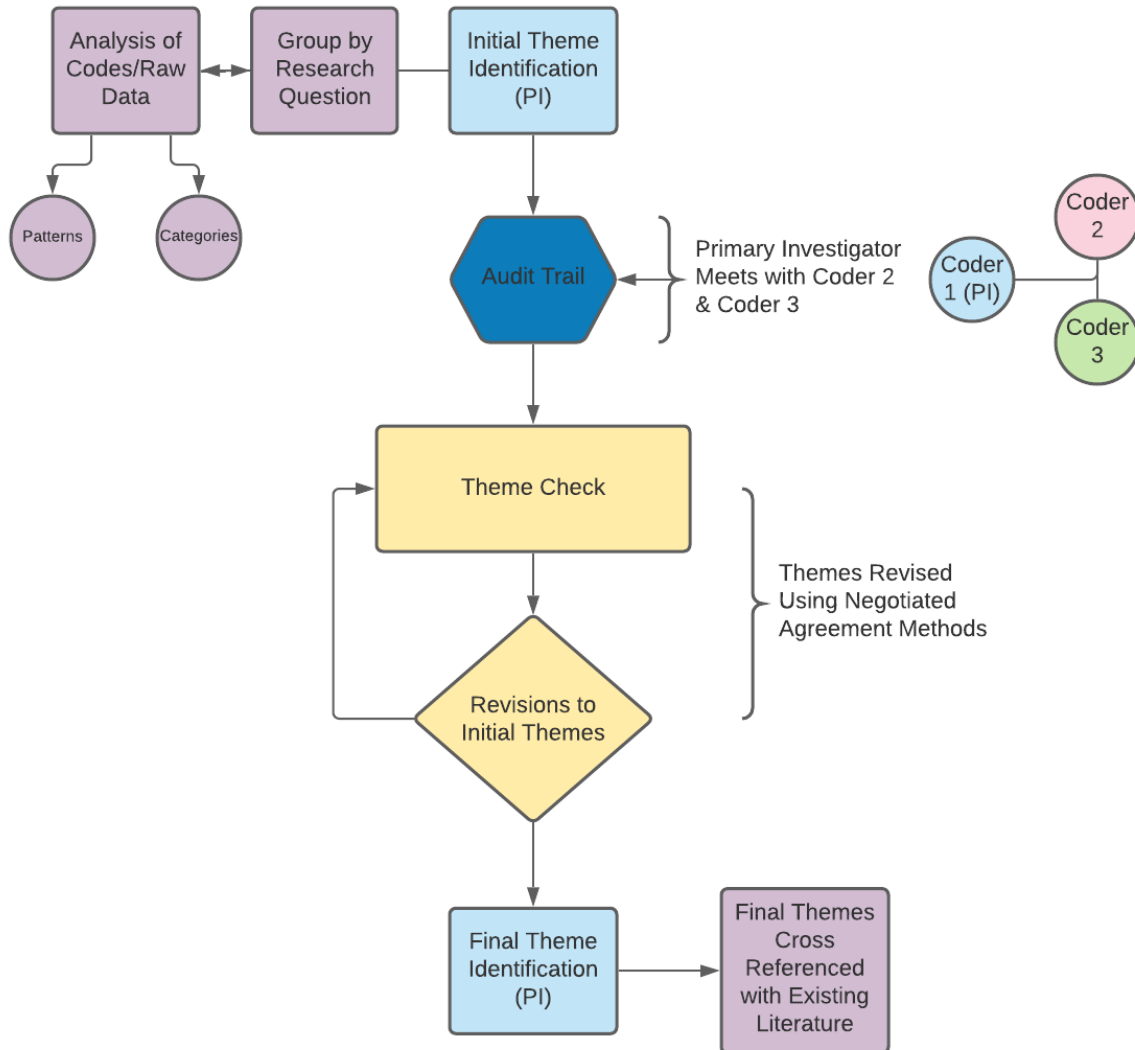 Analysis of
Codes/Raw
Data
Group by
Research
Question
Initial Theme
Identification
(PI)
Patterns
Categories
Audit Trail
Primary Investigator
Meets with Coder 2
& Coder 3
Coder
1 (PI)
Coder
2
Coder
3
Theme Check
Themes Revised
Using Negotiated
Agreement Methods
Revisions to
Initial Themes
Final Theme
Identification
(PI)
Final Themes
Cross
Referenced
with Existing
Literature